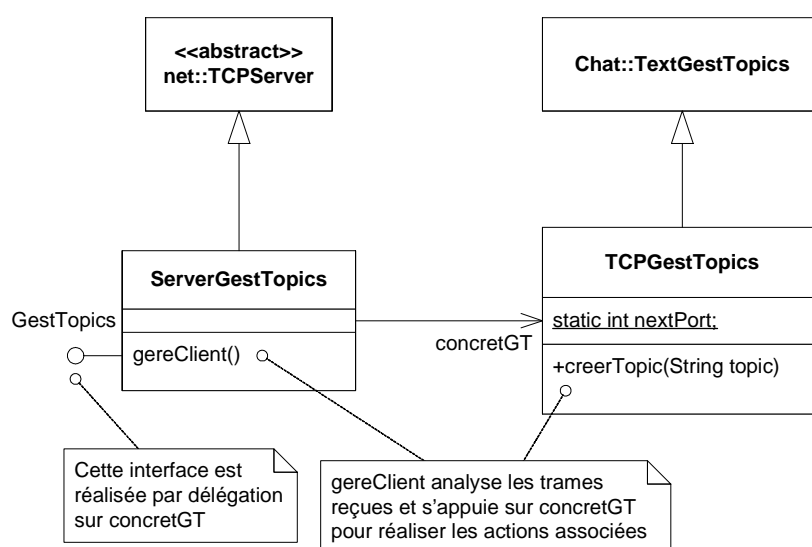 <<abstract>>
net::TCPServer
Chat::TextGestTopics
ServerGestTopics
TCPGestTopics
GestTopics
static int nextPort;
concretGT
gereClient()
+creerTopic(String topic)
Cette interface est
réalisée par délégation
sur concretGT
gereClient analyse les trames
reçues et s'appuie sur concretGT
pour réaliser les actions associées